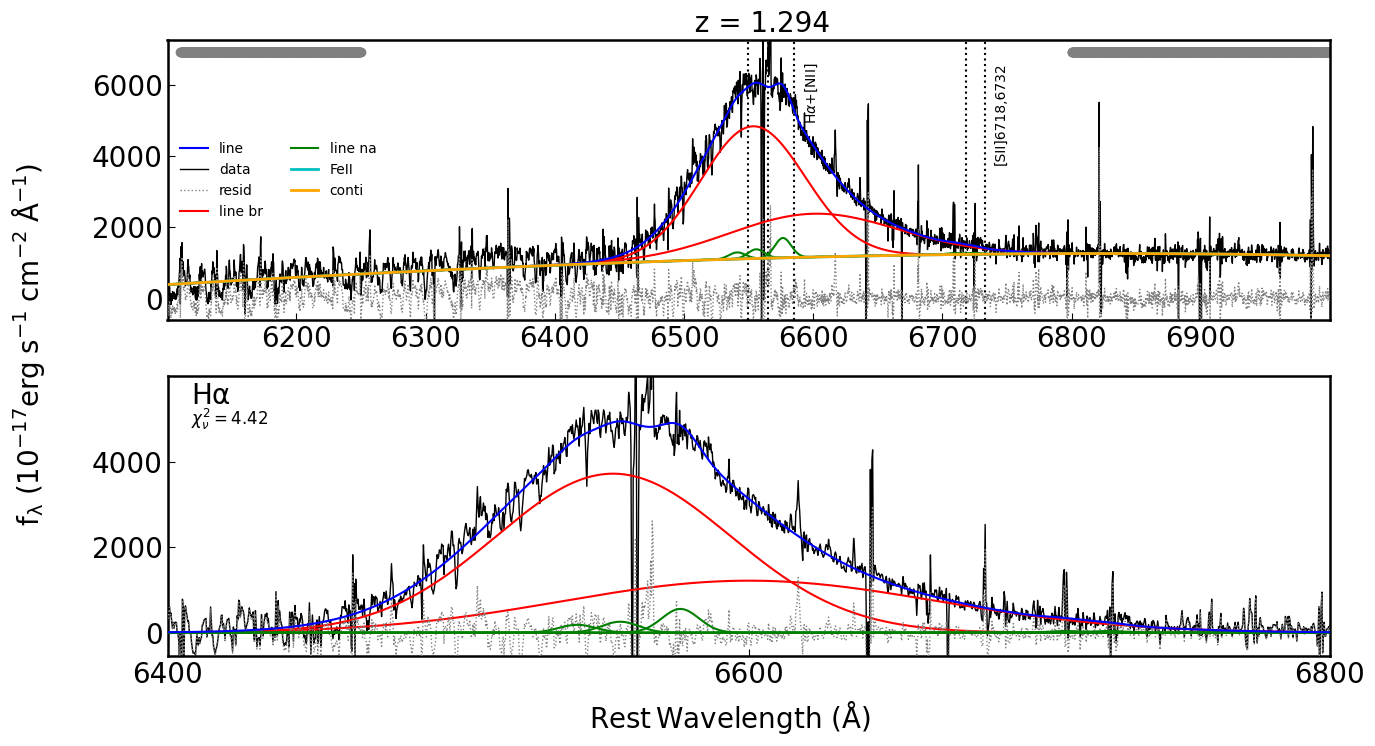 z = 1.294
6000
4000
2000
0
Hα+[NII]
[SII]6718,6732
line
data
resid
line br
line na
FeII
conti
6200 6300 6400 6500 6600 6700 6800 6900
f_λ (10⁻¹⁷erg s⁻¹ cm⁻² Å⁻¹)
Hα
χ²_ν = 4.42
4000
2000
0
6400 6600 6800
Rest Wavelength (Å)